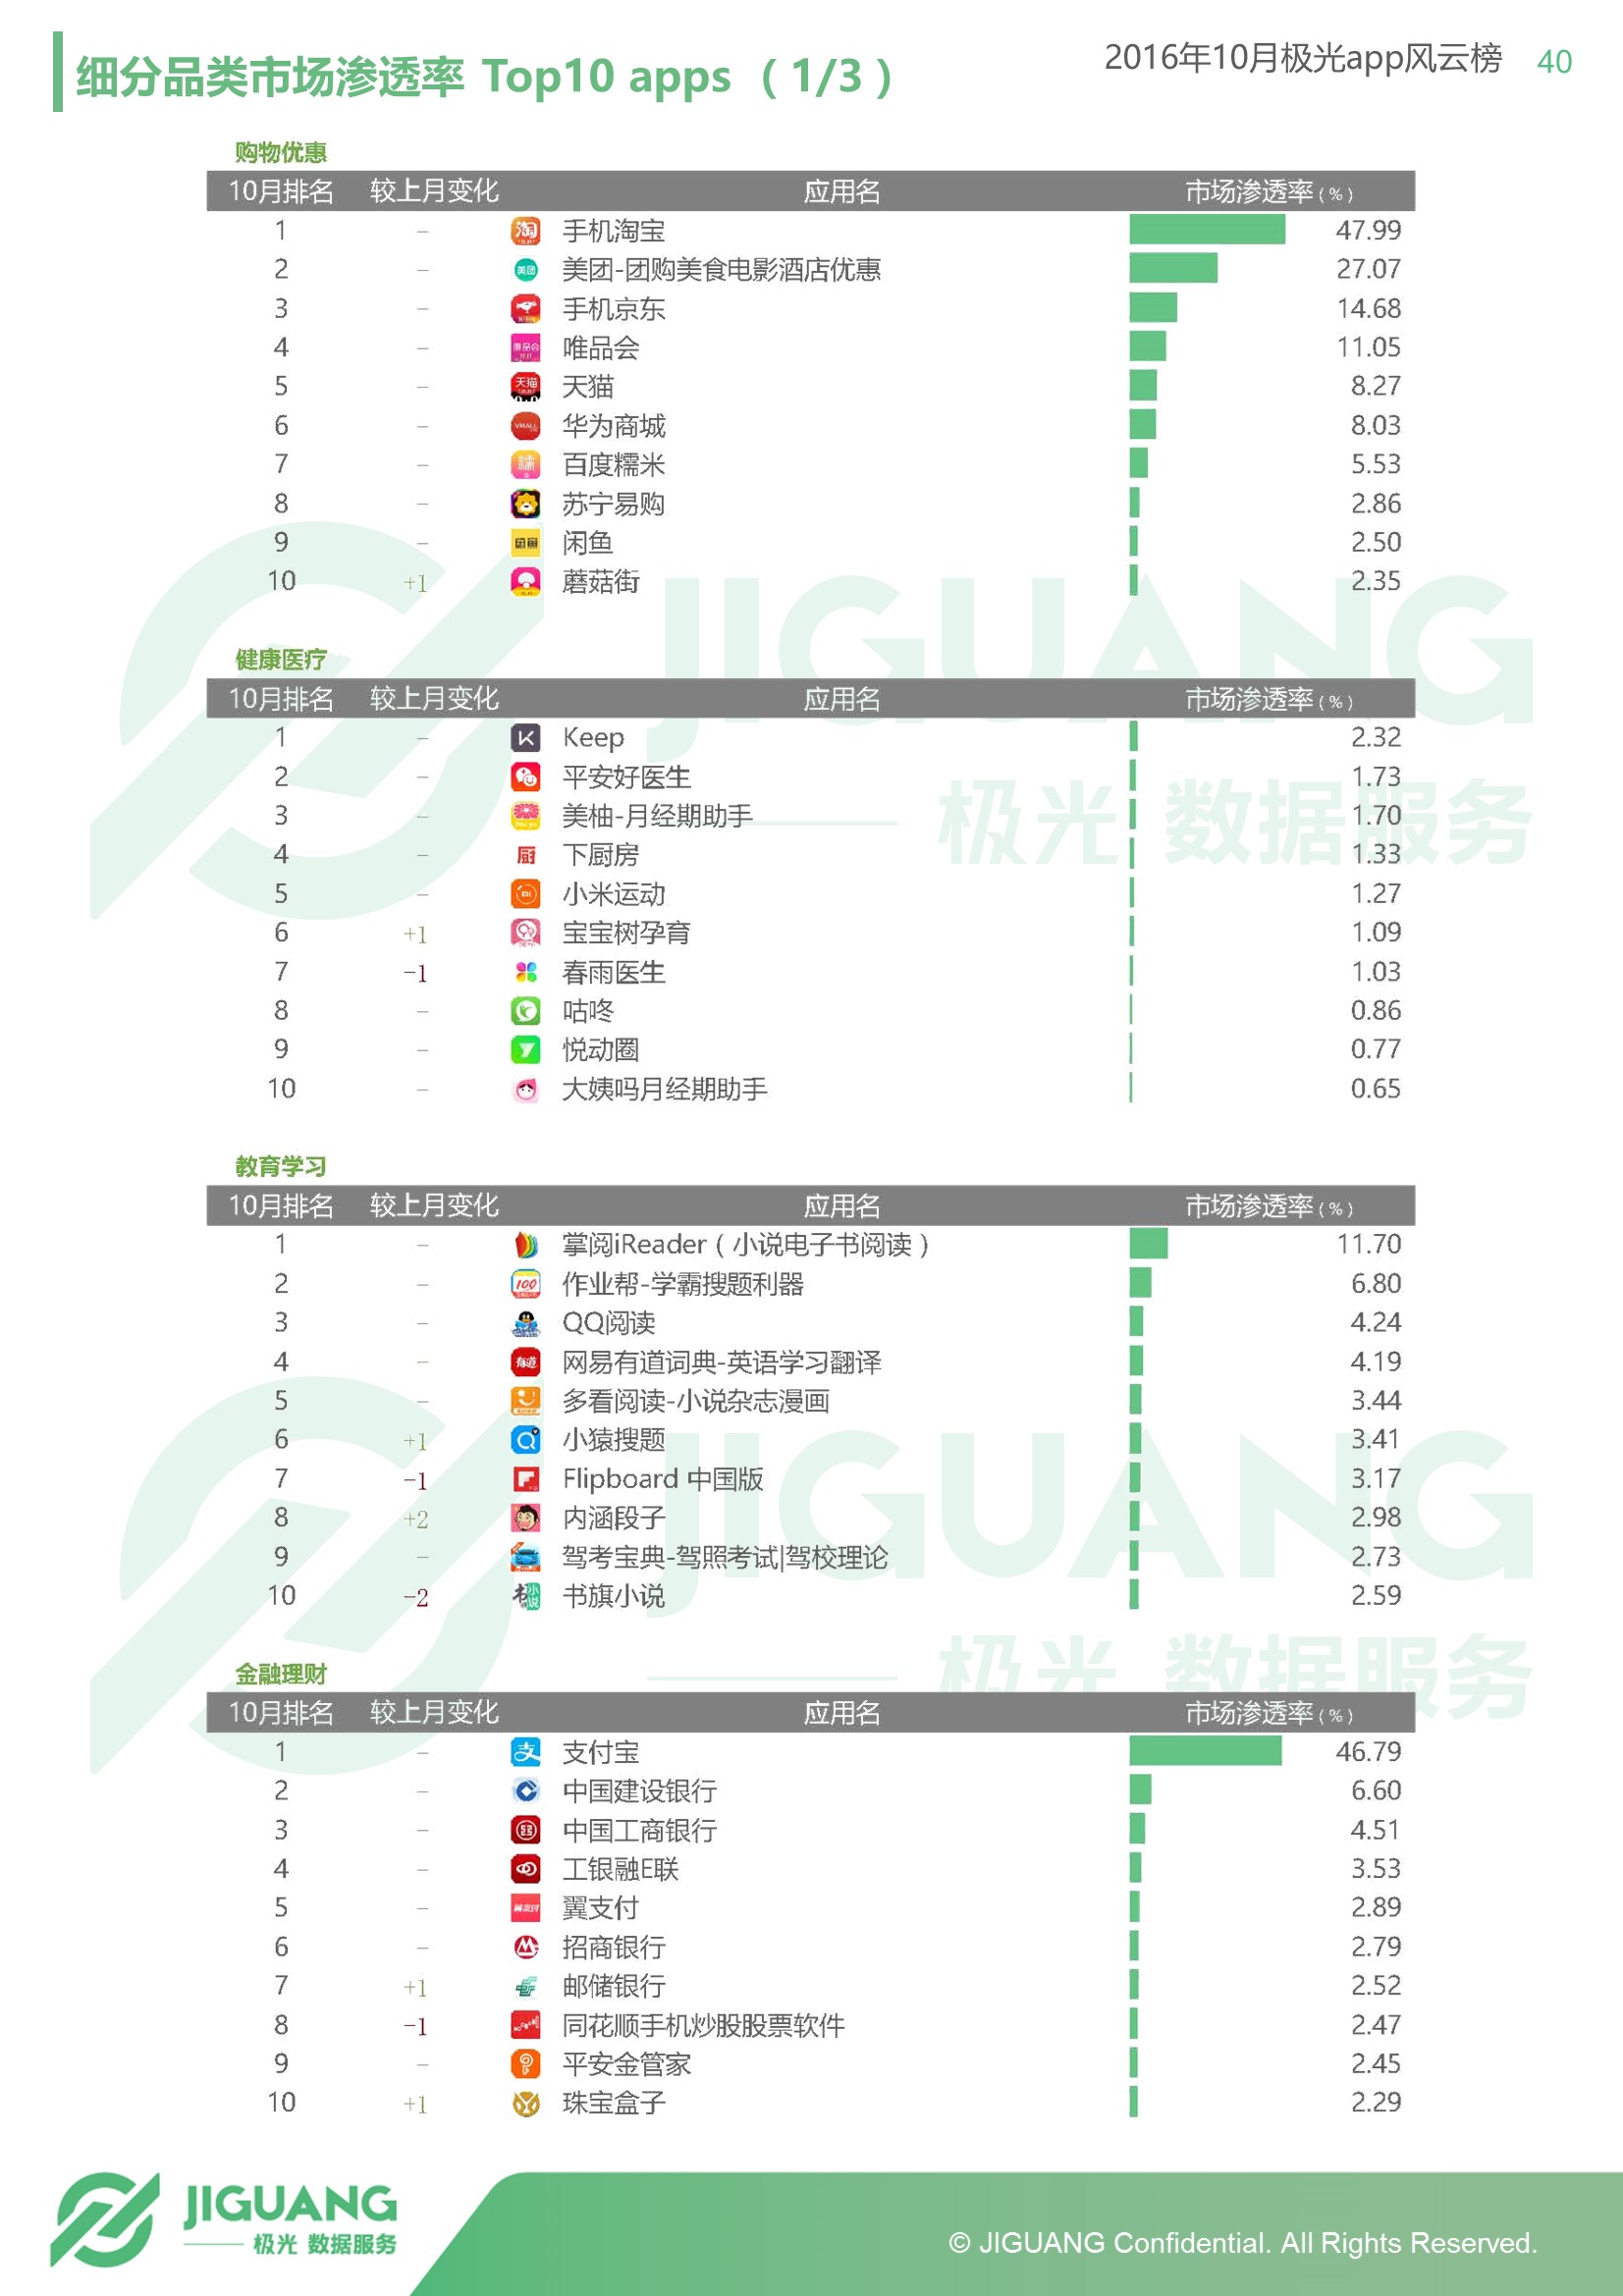 细分品类市场渗透率 Top10 apps（1/3）
2016年10月极光app风云榜 40
购物优惠
10月排名 较上月变化 应用名 市场渗透率(%)
1 – 手机淘宝 47.99
2 – 美团-团购美食电影酒店优惠 27.07
3 – 手机京东 14.68
4 – 唯品会 11.05
5 – 天猫 8.27
6 – 华为商城 8.03
7 – 百度糯米 5.53
8 – 苏宁易购 2.86
9 – 闲鱼 2.50
10 +1 蘑菇街 2.35
健康医疗
10月排名 较上月变化 应用名 市场渗透率(%)
1 – Keep 2.32
2 – 平安好医生 1.73
3 – 美柚-月经期助手 1.70
4 – 下厨房 1.33
5 – 小米运动 1.27
6 +1 宝宝树孕育 1.09
7 -1 春雨医生 1.03
8 – 咕咚 0.86
9 – 悦动圈 0.77
10 – 大姨吗月经期助手 0.65
教育学习
10月排名 较上月变化 应用名 市场渗透率(%)
1 – 掌阅iReader（小说电子书阅读） 11.70
2 – 作业帮-学霸搜题利器 6.80
3 – QQ阅读 4.24
4 – 网易有道词典-英语学习翻译 4.19
5 – 多看阅读-小说杂志漫画 3.44
6 +1 小猿搜题 3.41
7 -1 Flipboard 中国版 3.17
8 +2 内涵段子 2.98
9 – 驾考宝典-驾照考试|驾校理论 2.73
10 -2 书旗小说 2.59
金融理财
10月排名 较上月变化 应用名 市场渗透率(%)
1 – 支付宝 46.79
2 – 中国建设银行 6.60
3 – 中国工商银行 4.51
4 – 工银融E联 3.53
5 – 翼支付 2.89
6 – 招商银行 2.79
7 +1 邮储银行 2.52
8 -1 同花顺手机炒股股票软件 2.47
9 – 平安金管家 2.45
10 +1 珠宝盒子 2.29
JIGUANG
极光 数据服务
JIGUANG
极光 数据服务
JIGUANG
极光 数据服务
© JIGUANG Confidential. All Rights Reserved.